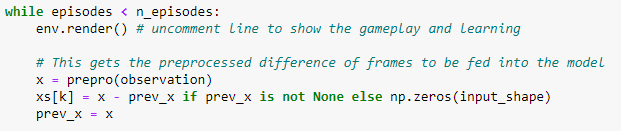 while episodes < n_episodes:
    env.render() # uncomment line to show the gameplay and learning
    # This gets the preprocessed difference of frames to be fed into the model
    x = prepro(observation)
    xs[k] = x - prev_x if prev_x is not None else np.zeros(input_shape)
    prev_x = x